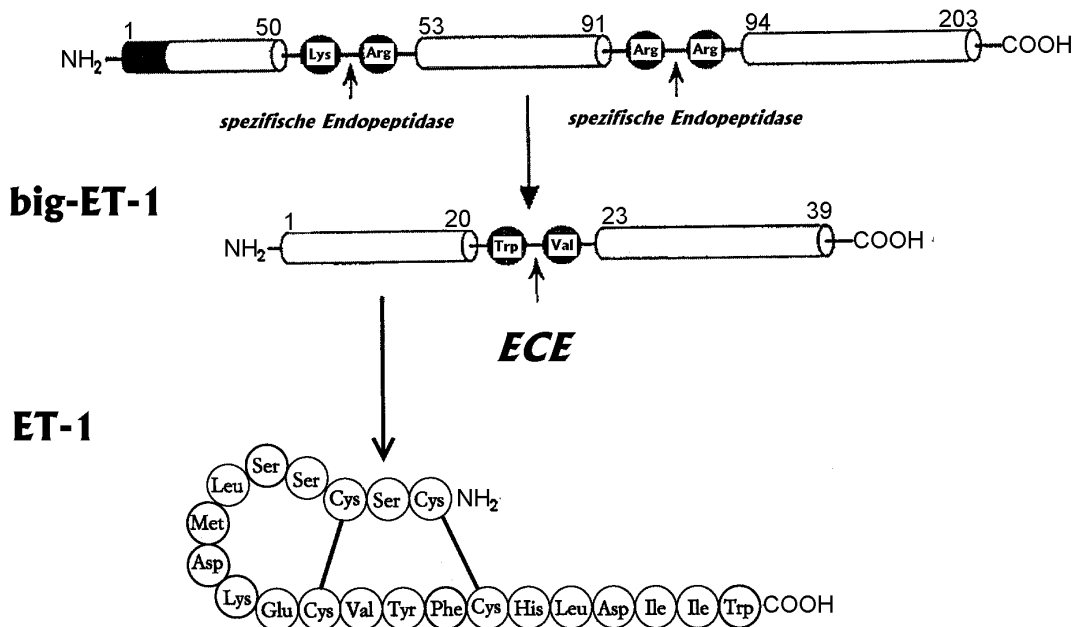 1 50 53 91 94 203
NH2 Lys Arg Arg Arg COOH
spezifische Endopeptidase spezifische Endopeptidase
big-ET-1
1 20 23 39
NH2 Trp Val COOH
ECE
ET-1
Leu Ser Ser Cys Ser Cys NH2
Met
Asp
Lys Glu Cys Val Tyr Phe Cys His Leu Asp Ile Ile Trp COOH